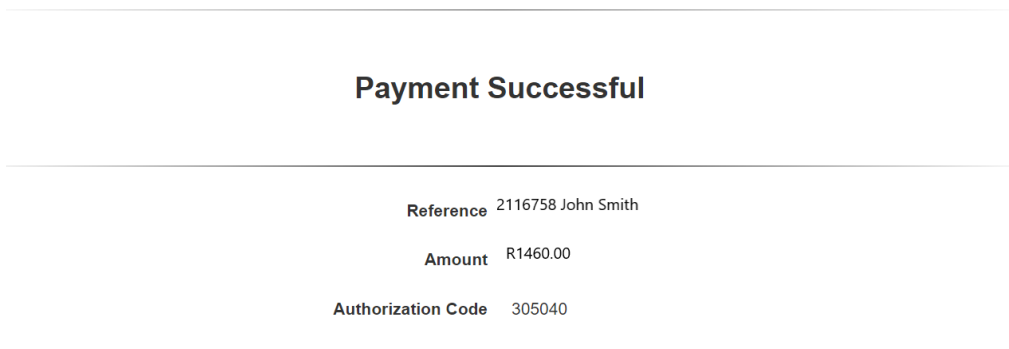 Payment Successful
Reference 2116758 John Smith
Amount R1460.00
Authorization Code 305040